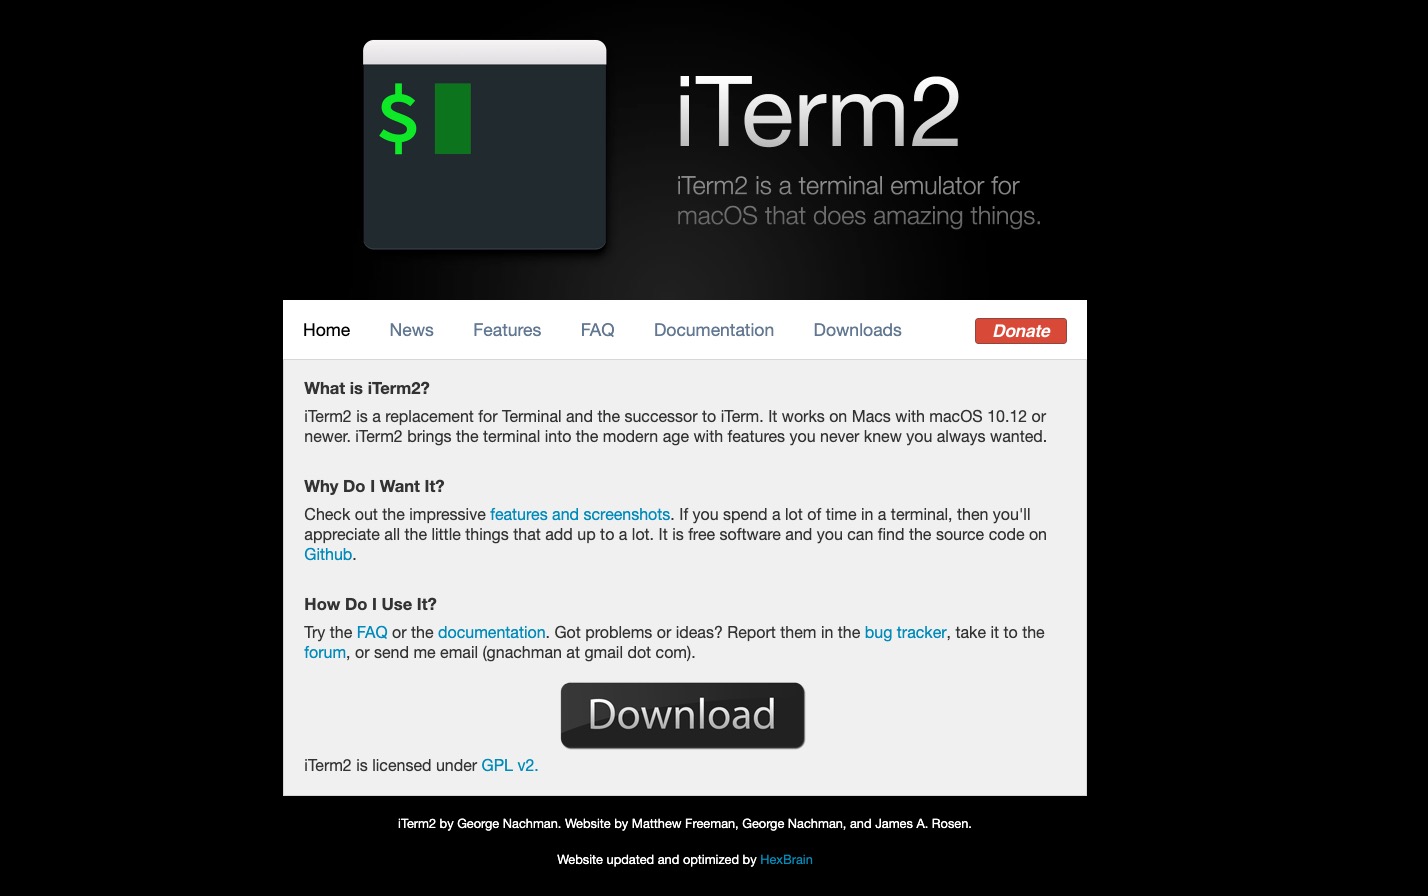 $
iTerm2
iTerm2 is a terminal emulator for
macOS that does amazing things.
Home News Features FAQ Documentation Downloads Donate
What is iTerm2?
iTerm2 is a replacement for Terminal and the successor to iTerm. It works on Macs with macOS 10.12 or
newer. iTerm2 brings the terminal into the modern age with features you never knew you always wanted.
Why Do I Want It?
Check out the impressive features and screenshots. If you spend a lot of time in a terminal, then you'll
appreciate all the little things that add up to a lot. It is free software and you can find the source code on
Github.
How Do I Use It?
Try the FAQ or the documentation. Got problems or ideas? Report them in the bug tracker, take it to the
forum, or send me email (gnachman at gmail dot com).
Download
iTerm2 is licensed under GPL v2.
iTerm2 by George Nachman. Website by Matthew Freeman, George Nachman, and James A. Rosen.
Website updated and optimized by HexBrain